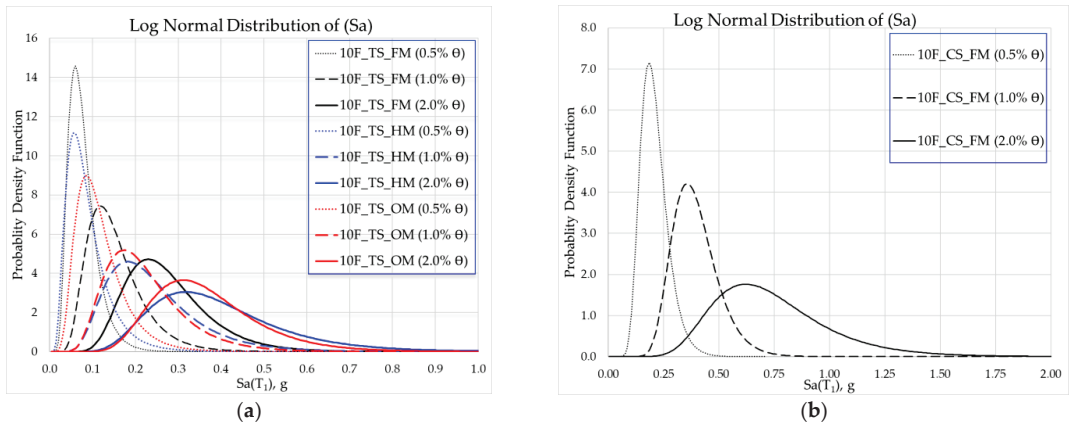 Log Normal Distribution of (Sa)
Probablity Density Function
16
14
12
10
8
6
4
2
0
10F_TS_FM (0.5% Θ)
10F_TS_FM (1.0% Θ)
10F_TS_FM (2.0% Θ)
10F_TS_HM (0.5% Θ)
10F_TS_HM (1.0% Θ)
10F_TS_HM (2.0% Θ)
10F_TS_OM (0.5% Θ)
10F_TS_OM (1.0% Θ)
10F_TS_OM (2.0% Θ)
0.0 0.1 0.2 0.3 0.4 0.5 0.6 0.7 0.8 0.9 1.0
Sa(T₁), g
(a)
Log Normal Distribution of (Sa)
Probablity Density Function
8.0
7.0
6.0
5.0
4.0
3.0
2.0
1.0
0.0
10F_CS_FM (0.5% Θ)
10F_CS_FM (1.0% Θ)
10F_CS_FM (2.0% Θ)
0.00 0.25 0.50 0.75 1.00 1.25 1.50 1.75 2.00
Sa(T₁), g
(b)